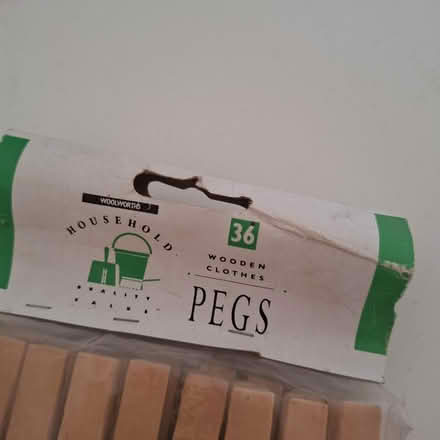 WOOLWORTHS
HOUSEHOLD
QUALITY
VALUE
36
WOODEN
CLOTHES
PEGS